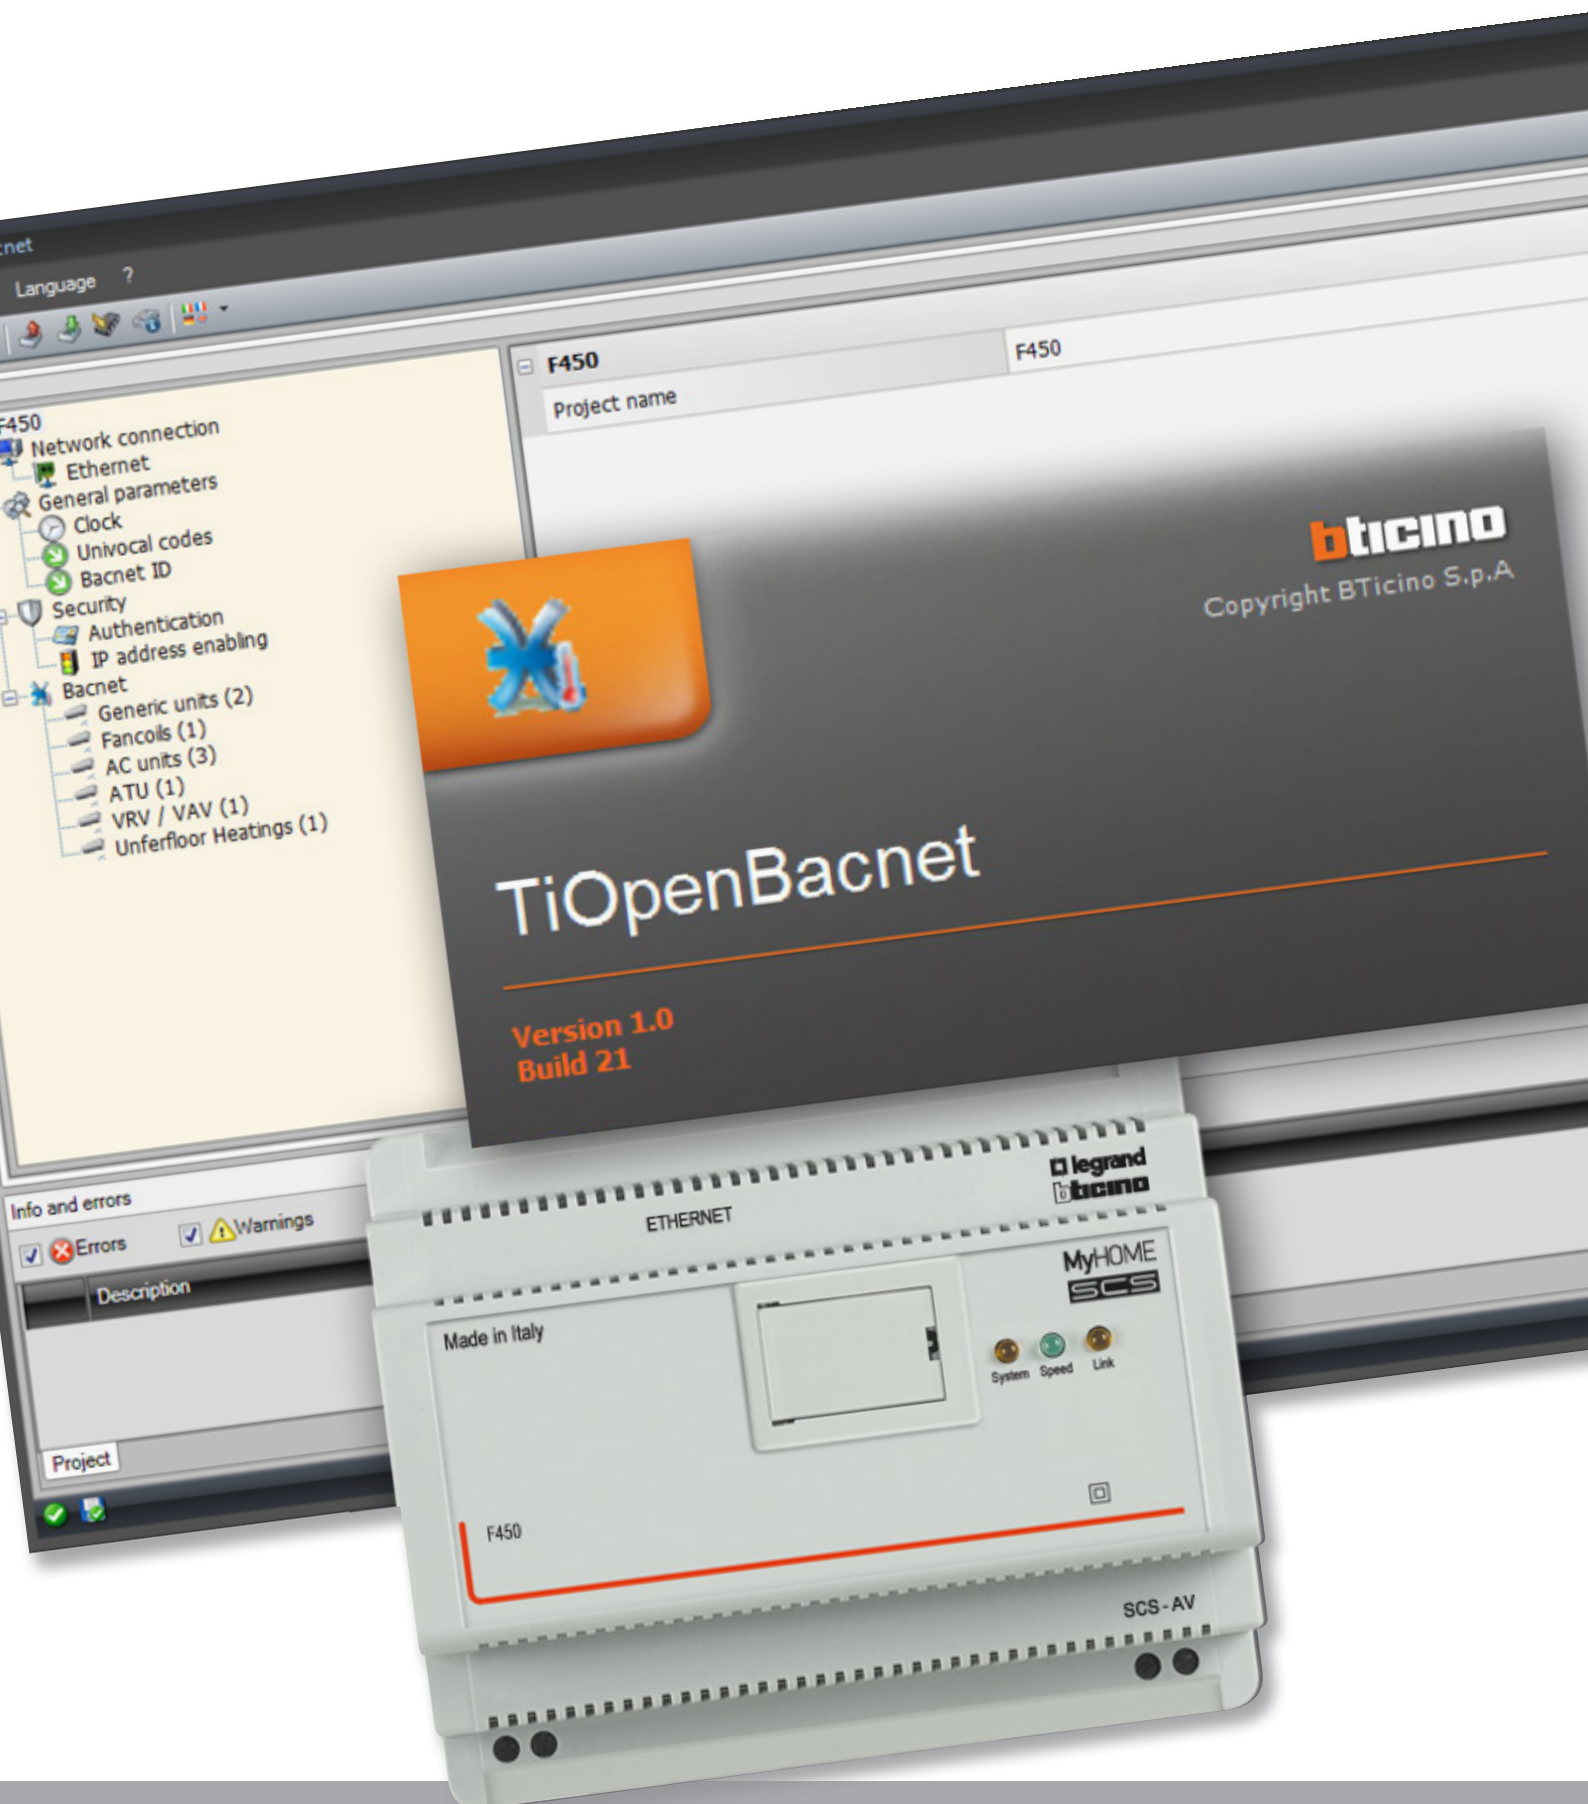 Language ?
F450
Network connection
Ethernet
General parameters
Clock
Univocal codes
Bacnet ID
Security
Authentication
IP address enabling
Bacnet
Generic units (2)
Fancoils (1)
AC units (3)
ATU (1)
VRV / VAV (1)
Unferfloor Heatings (1)
F450
Project name F450
bticino
Copyright BTicino S.p.A
TiOpenBacnet
Version 1.0
Build 21
Info and errors
Errors Warnings
Description
Project
legrand
bticino
ETHERNET
MyHOME
SCS
Made in Italy
System Speed Link
F450
SCS-AV